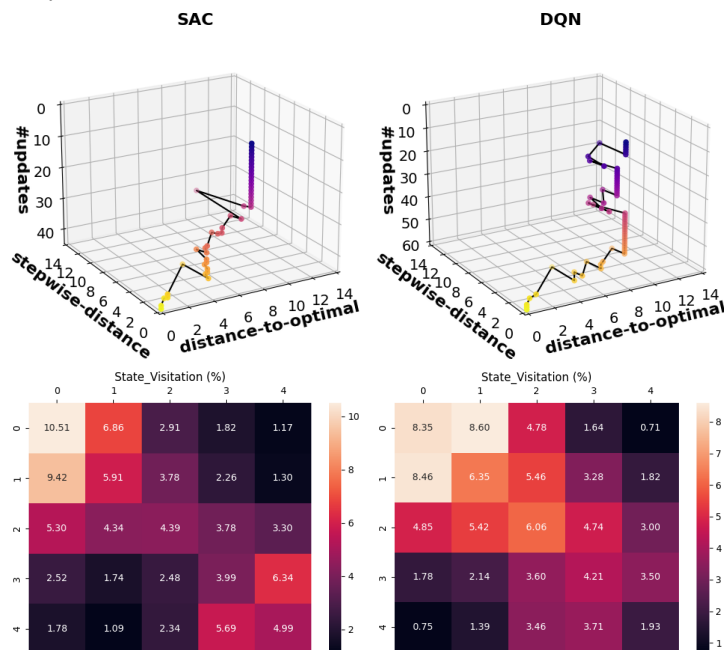 SAC
DQN
0
10
20
30
40
#updates
14
12
10
8
6
4
2
0
stepwise-distance
0
2
4
6
8
10
12
14
distance-to-optimal
0
10
20
30
40
50
60
#updates
14
12
10
8
6
4
2
0
stepwise-distance
0
2
4
6
8
10
12
14
distance-to-optimal
State_Visitation (%)
0 1 2 3 4
0 10.51 6.86 2.91 1.82 1.17
1 9.42 5.91 3.78 2.26 1.30
2 5.30 4.34 4.39 3.78 3.30
3 2.52 1.74 2.48 3.99 6.34
4 1.78 1.09 2.34 5.69 4.99
10
8
6
4
2
State_Visitation (%)
0 1 2 3 4
0 8.35 8.60 4.78 1.64 0.71
1 8.46 6.35 5.46 3.28 1.82
2 4.85 5.42 6.06 4.74 3.00
3 1.78 2.14 3.60 4.21 3.50
4 0.75 1.39 3.46 3.71 1.93
8
7
6
5
4
3
2
1